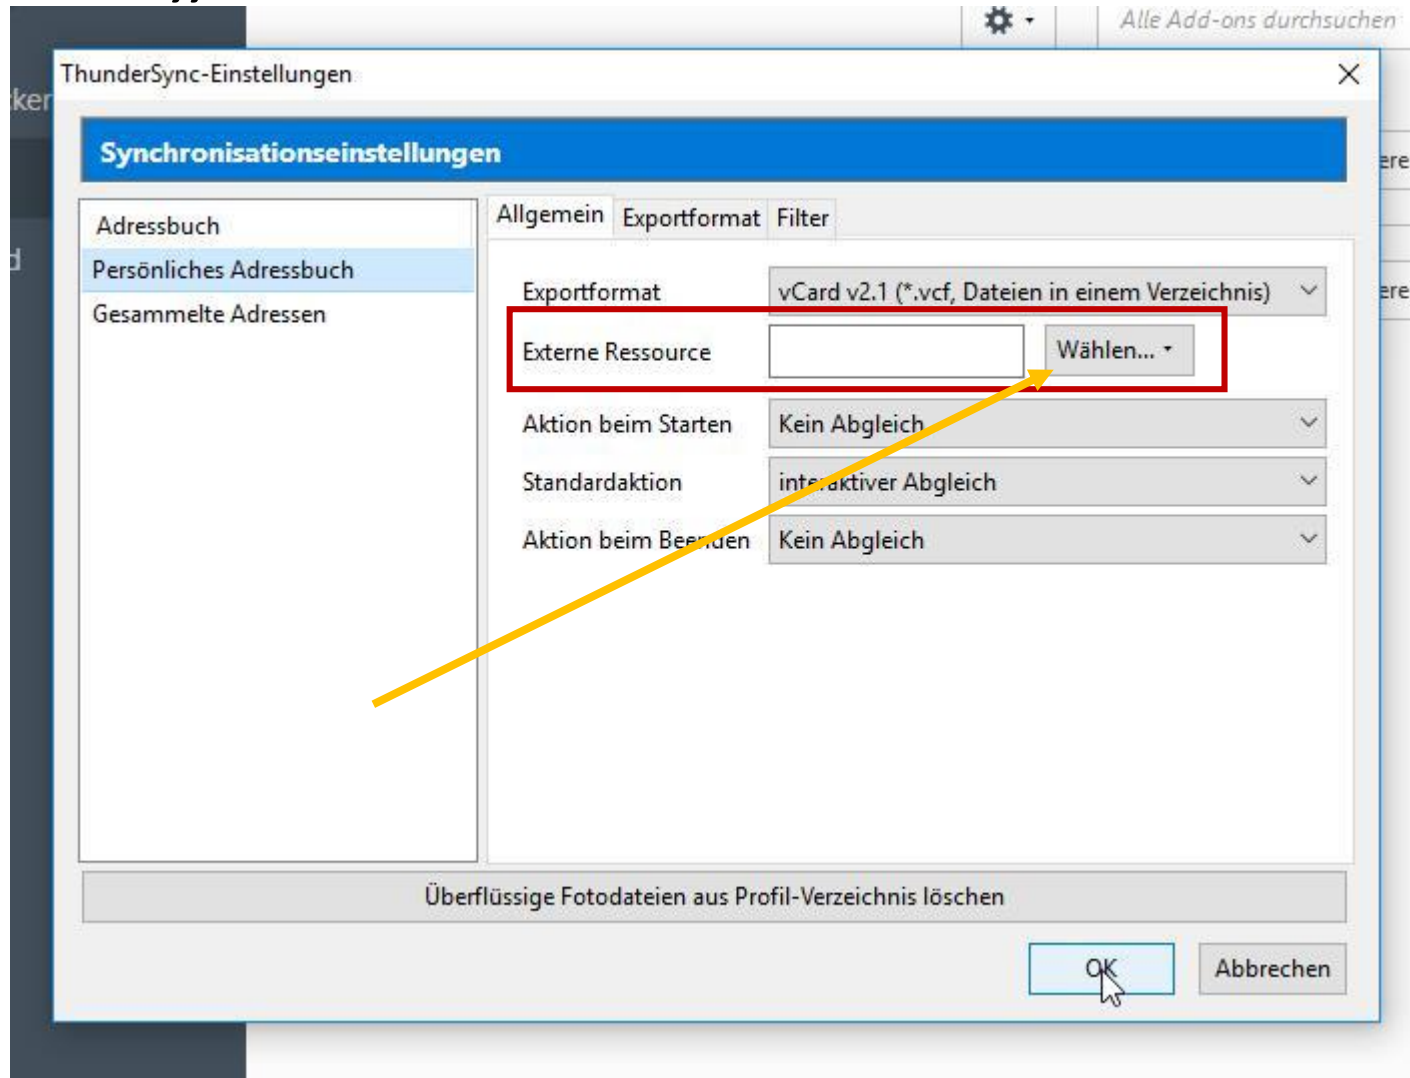 Alle Add-ons durchsuchen
ThunderSync-Einstellungen
Synchronisationseinstellungen
Adressbuch
Persönliches Adressbuch
Gesammelte Adressen
Allgemein Exportformat Filter
Exportformat vCard v2.1 (*.vcf, Dateien in einem Verzeichnis)
Externe Ressource Wählen...
Aktion beim Starten Kein Abgleich
Standardaktion interaktiver Abgleich
Aktion beim Beenden Kein Abgleich
Überflüssige Fotodateien aus Profil-Verzeichnis löschen
OK Abbrechen